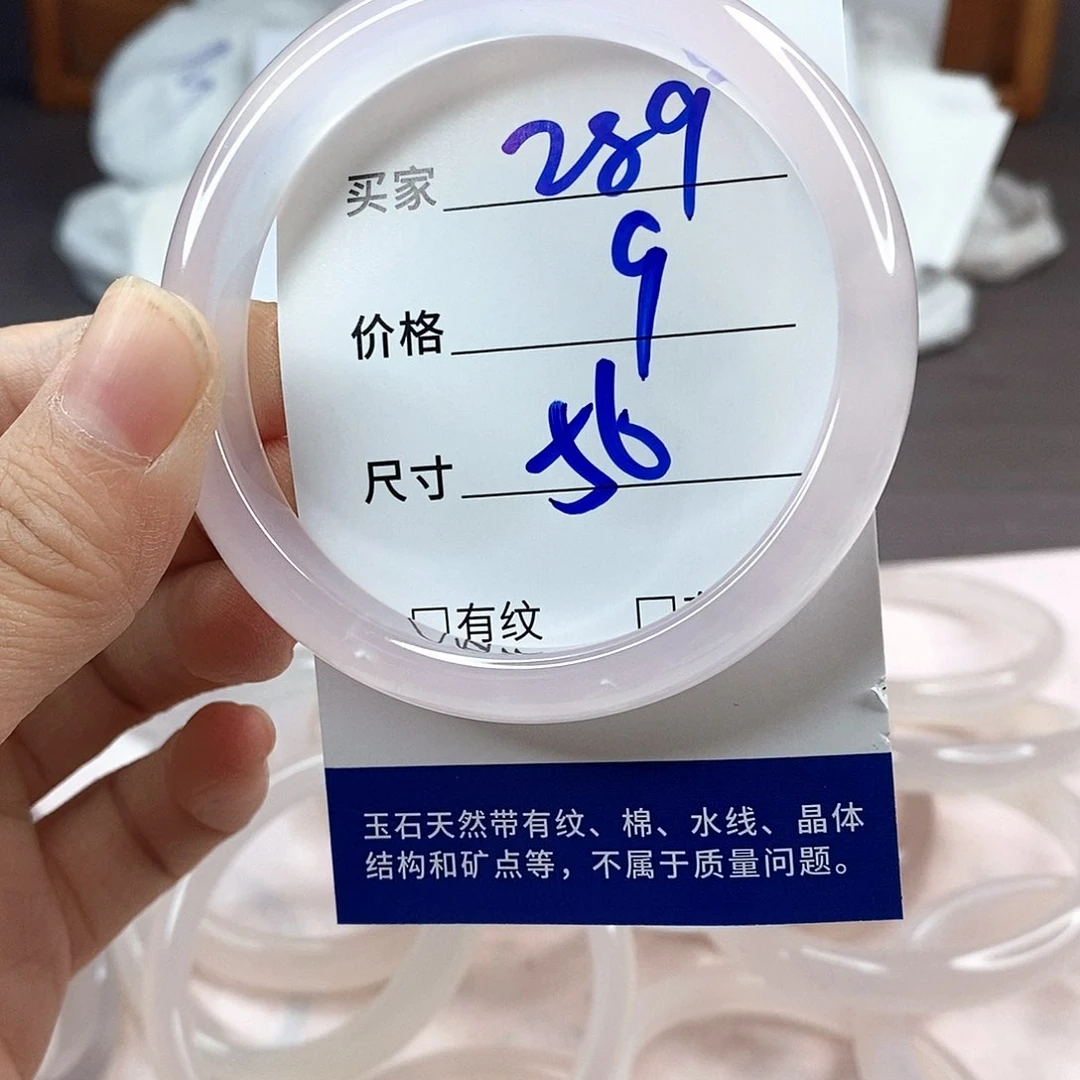 买家 289
价格 9
尺寸 56
□有纹
玉石天然带有纹、棉、水线、晶体
结构和矿点等，不属于质量问题。